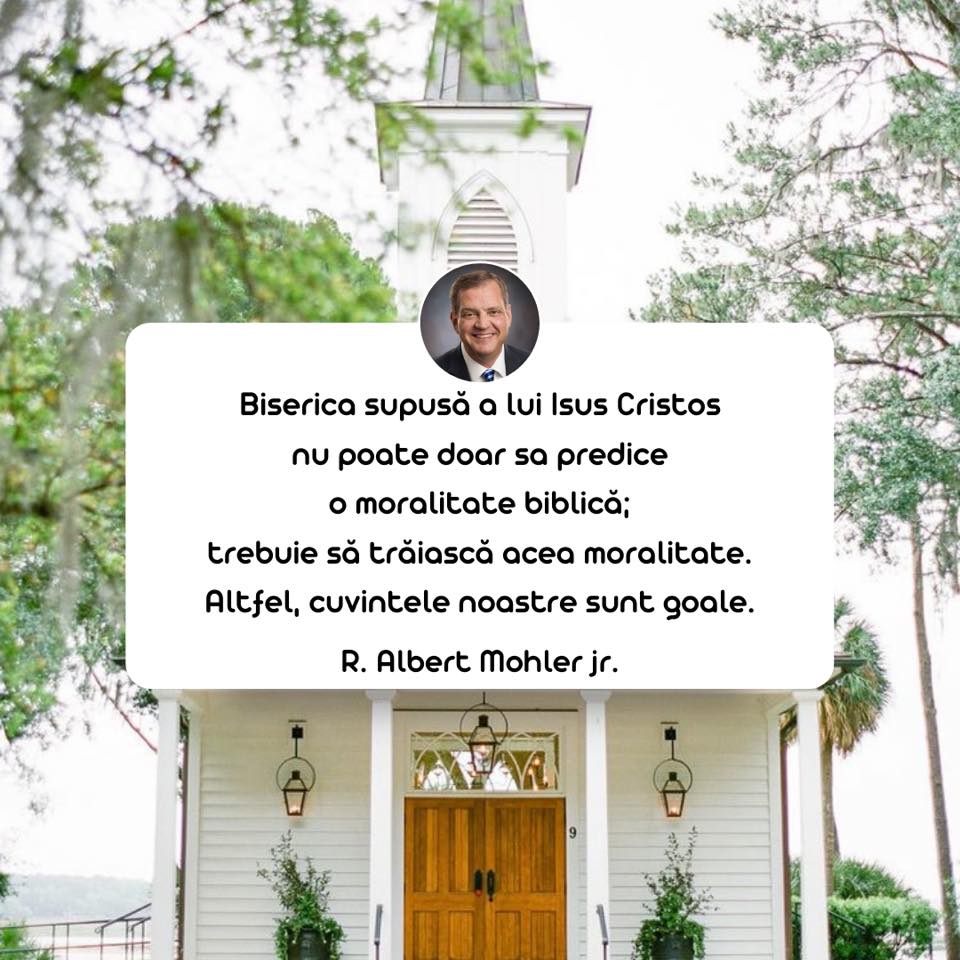 Biserica supusă a lui Isus Cristos
nu poate doar sa predice
o moralitate biblică;
trebuie să trăiască acea moralitate.
Altfel, cuvintele noastre sunt goale.
R. Albert Mohler jr.
9